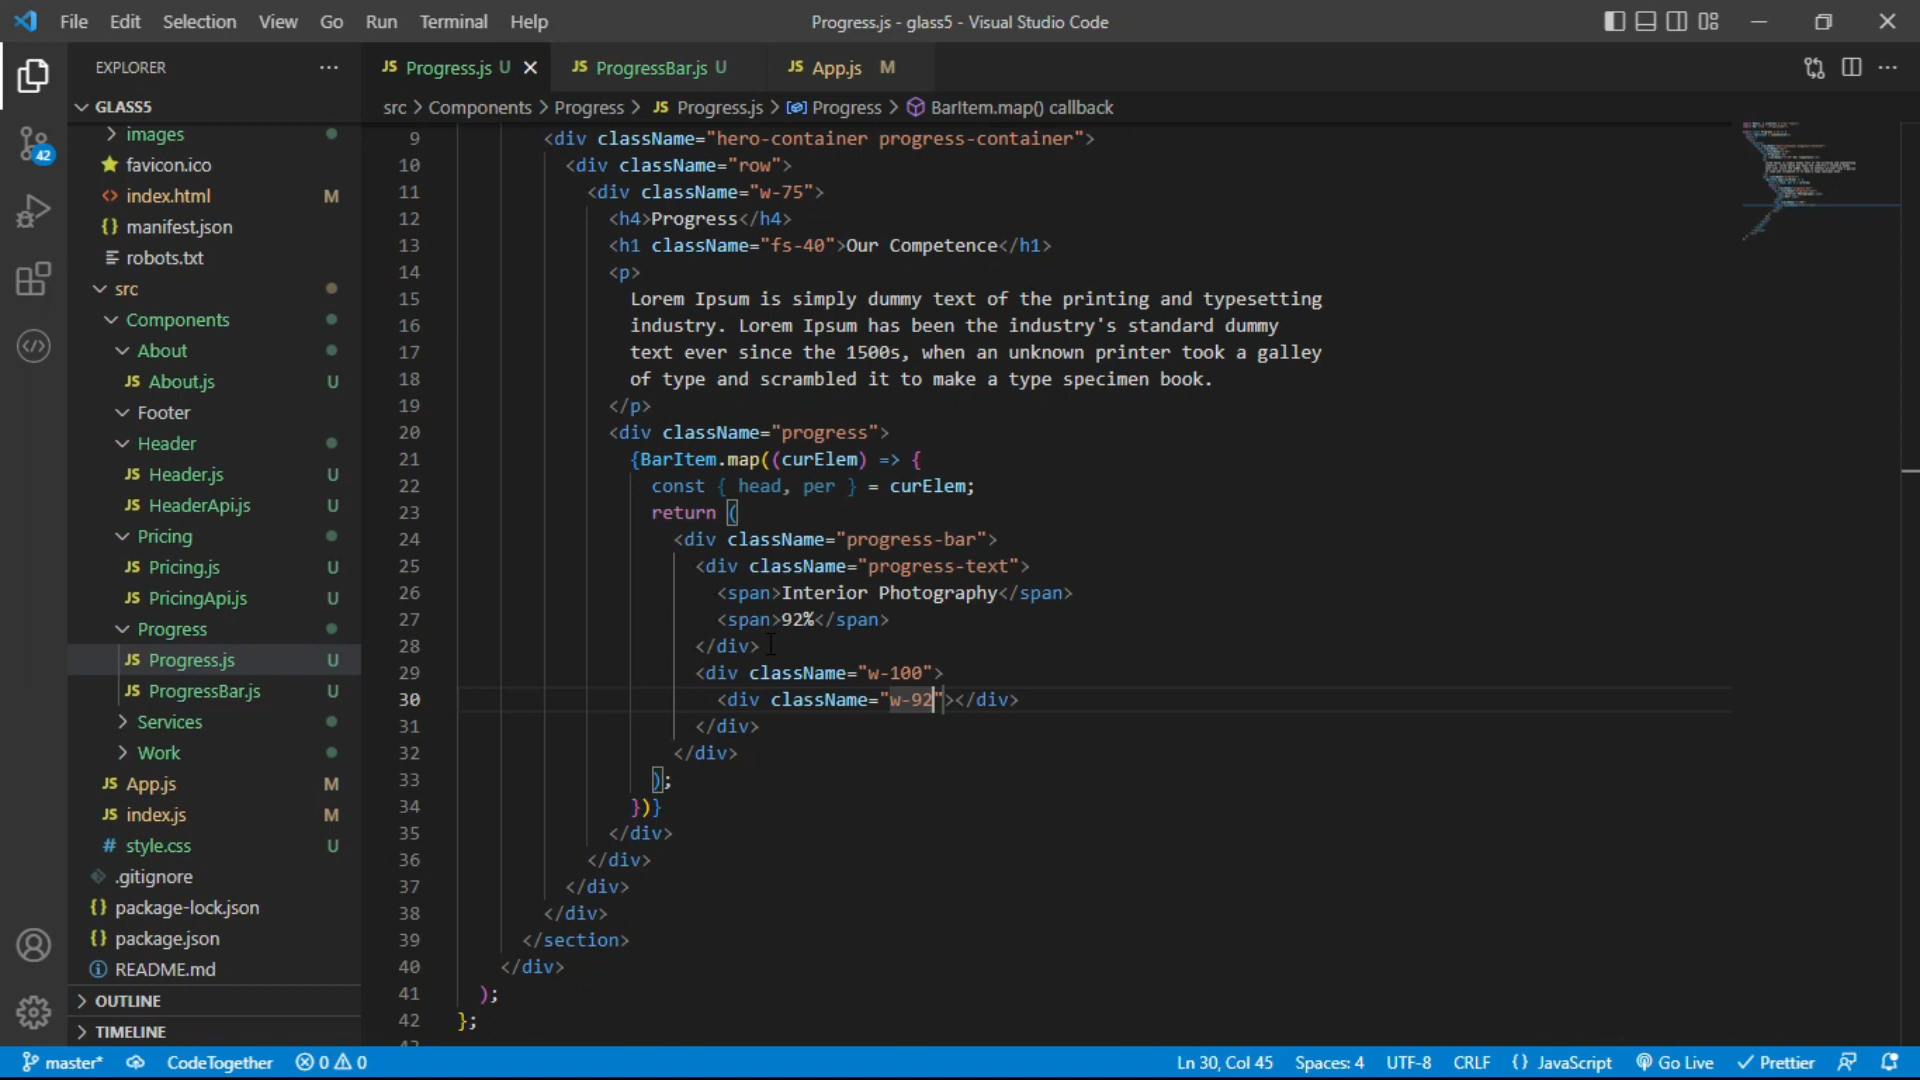 File Edit Selection View Go Run Terminal Help
Progress.js - glass5 - Visual Studio Code
EXPLORER
JS Progress.js U
JS ProgressBar.js U
JS App.js M
GLASS5
src > Components > Progress > JS Progress.js > Progress > BarItem.map() callback
images
favicon.ico
<> index.html M
{} manifest.json
robots.txt
src
Components
About
JS About.js U
Footer
Header
JS Header.js U
JS HeaderApi.js U
Pricing
JS Pricing.js U
JS PricingApi.js U
Progress
JS Progress.js U
JS ProgressBar.js U
Services
Work
JS App.js M
JS index.js M
# style.css U
.gitignore
{} package-lock.json
{} package.json
README.md
OUTLINE
TIMELINE
42
9 <div className="hero-container progress-container">
10 <div className="row">
11 <div className="w-75">
12 <h4>Progress</h4>
13 <h1 className="fs-40">Our Competence</h1>
14 <p>
15 Lorem Ipsum is simply dummy text of the printing and typesetting
16 industry. Lorem Ipsum has been the industry's standard dummy
17 text ever since the 1500s, when an unknown printer took a galley
18 of type and scrambled it to make a type specimen book.
19 </p>
20 <div className="progress">
21 {BarItem.map((curElem) => {
22 const { head, per } = curElem;
23 return (
24 <div className="progress-bar">
25 <div className="progress-text">
26 <span>Interior Photography</span>
27 <span>92%</span>
28 </div>
29 <div className="w-100">
30 <div className="w-92"></div>
31 </div>
32 </div>
33 );
34 })}
35 </div>
36 </div>
37 </div>
38 </div>
39 </section>
40 </div>
41 );
42 };
master* CodeTogether 0 0
Ln 30, Col 45 Spaces: 4 UTF-8 CRLF {} JavaScript Go Live Prettier